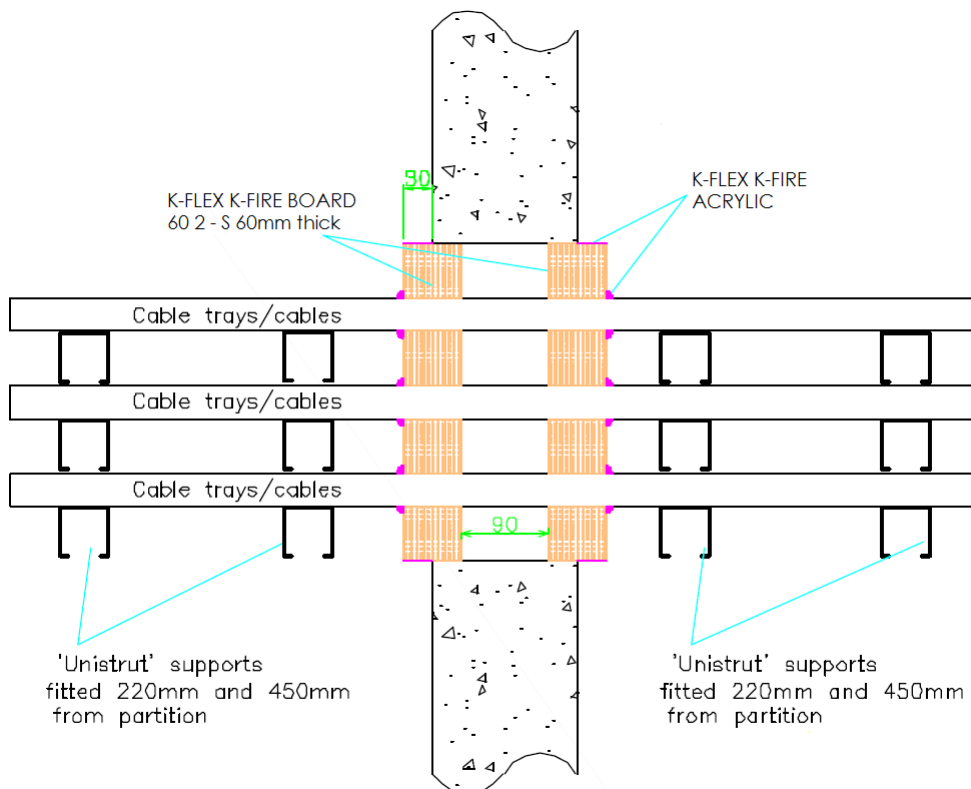 30
K-FLEX K-FIRE BOARD
60 2 - S 60mm thick
K-FLEX K-FIRE
ACRYLIC
Cable trays/cables
Cable trays/cables
Cable trays/cables
90
'Unistrut' supports
fitted 220mm and 450mm
from partition
'Unistrut' supports
fitted 220mm and 450mm
from partition